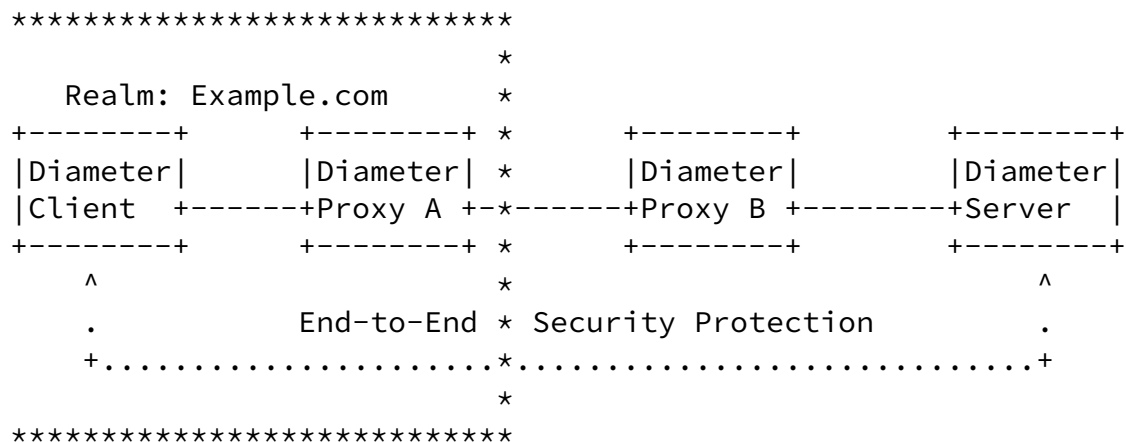 ****************************
*
Realm: Example.com *
+--------+ +--------+ * +--------+ +--------+
|Diameter| |Diameter| * |Diameter| |Diameter|
|Client +------+Proxy A +-*------+Proxy B +--------+Server |
+--------+ +--------+ * +--------+ +--------+
^ * ^
. End-to-End * Security Protection .
+......................*.............................+
*
****************************